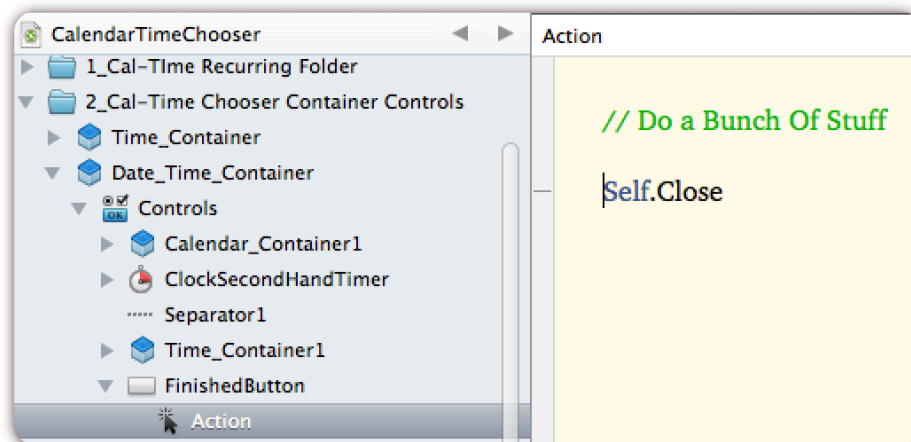 CalendarTimeChooser
1_Cal-TIme Recurring Folder
2_Cal-Time Chooser Container Controls
Time_Container
Date_Time_Container
OK Controls
Calendar_Container1
ClockSecondHandTimer
Separator1
Time_Container1
FinishedButton
Action
Action
// Do a Bunch Of Stuff
Self.Close